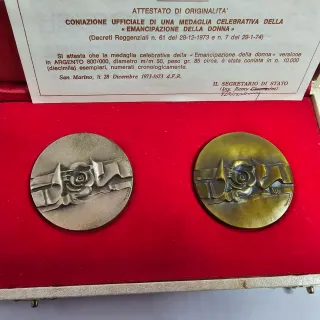 ATTESTATO DI ORIGINALITA'
CONIAZIONE UFFICIALE DI UNA MEDAGLIA CELEBRATIVA DELLA
«EMANCIPAZIONE DELLA DONNA»
(Decreti Reggenziali n. 61 del 28-12-1973 e n. 7 del 23-1-74)
Si attesta che la medaglia celebrativa della «Emancipazione della donna» versione
in ARGENTO 800/000, diametro m/m 50, peso gr. 65 circa, è stata coniata in n. 10.000
(diecimila) esemplari, numerati cronologicamente.
San Marino, li 28 Dicembre 1973-1673 d.F.R.
IL SEGRETARIO DI STATO